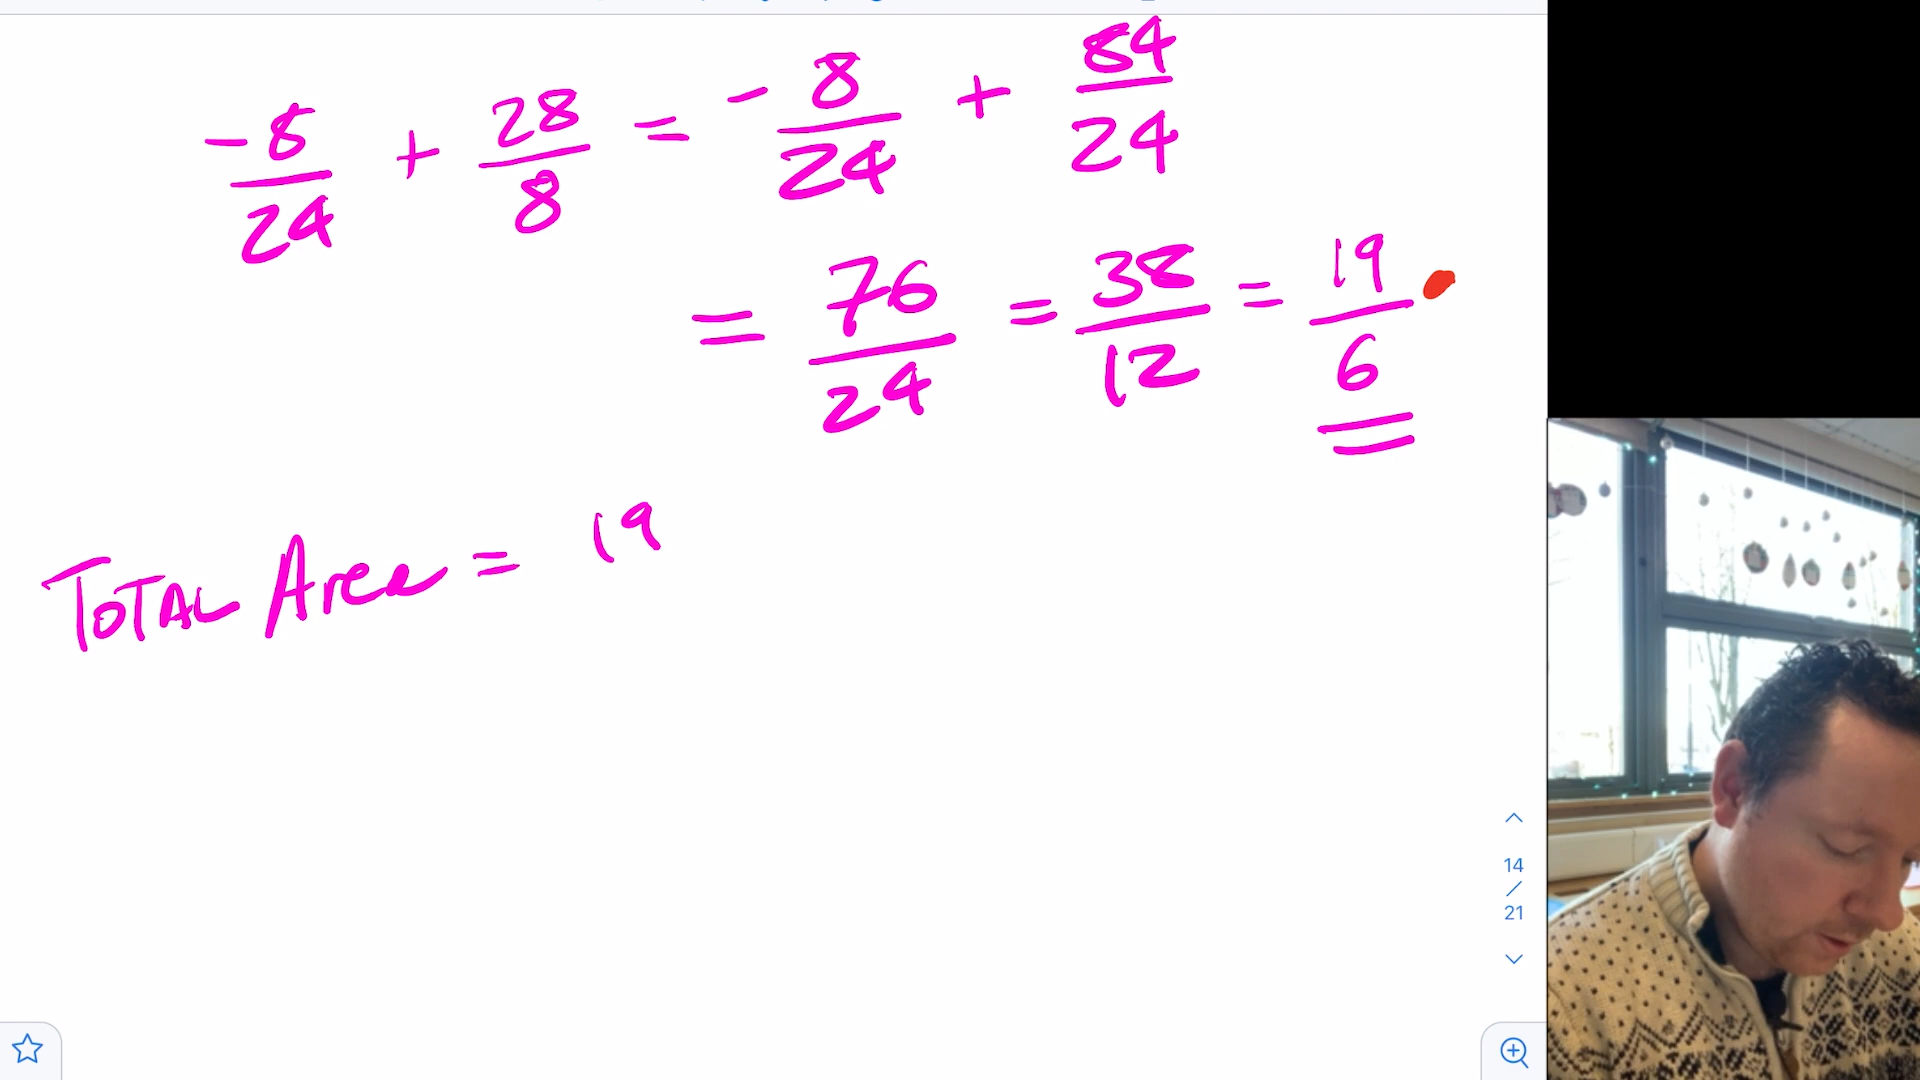 -8/24 + 28/8 = -8/24 + 84/24
= 76/24 = 38/12 = 19/6
TOTAL Area = 19
14
/
21